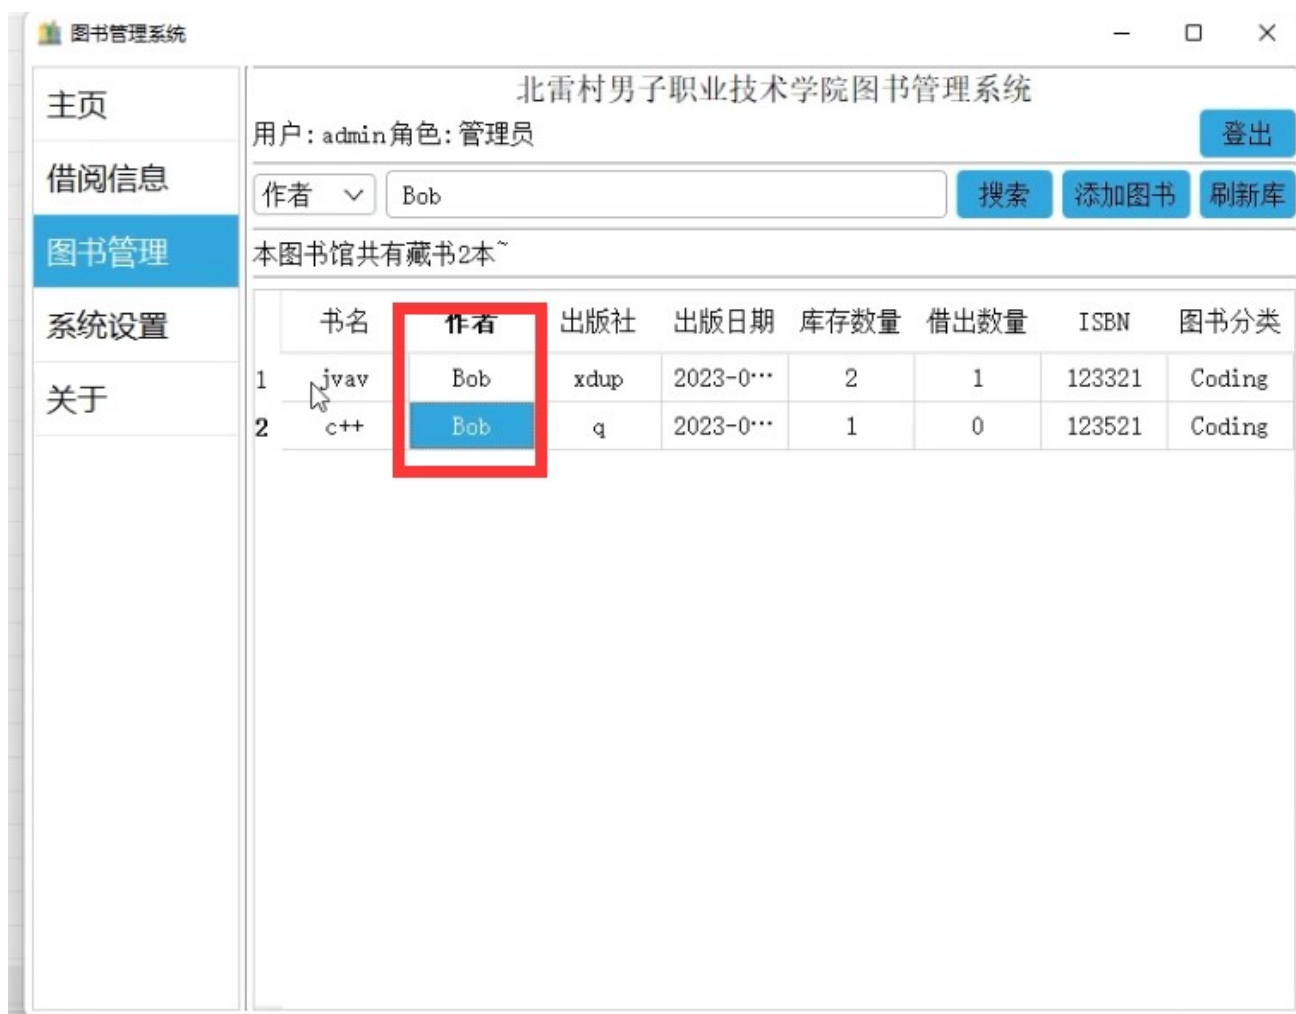 图书管理系统
主页
借阅信息
图书管理
系统设置
关于
北雷村男子职业技术学院图书管理系统
用户:admin角色:管理员 登出
作者 Bob 搜索 添加图书 刷新库
本图书馆共有藏书2本~
书名 作者 出版社 出版日期 库存数量 借出数量 ISBN 图书分类
1 jvav Bob xdup 2023-0… 2 1 123321 Coding
2 c++ Bob q 2023-0… 1 0 123521 Coding